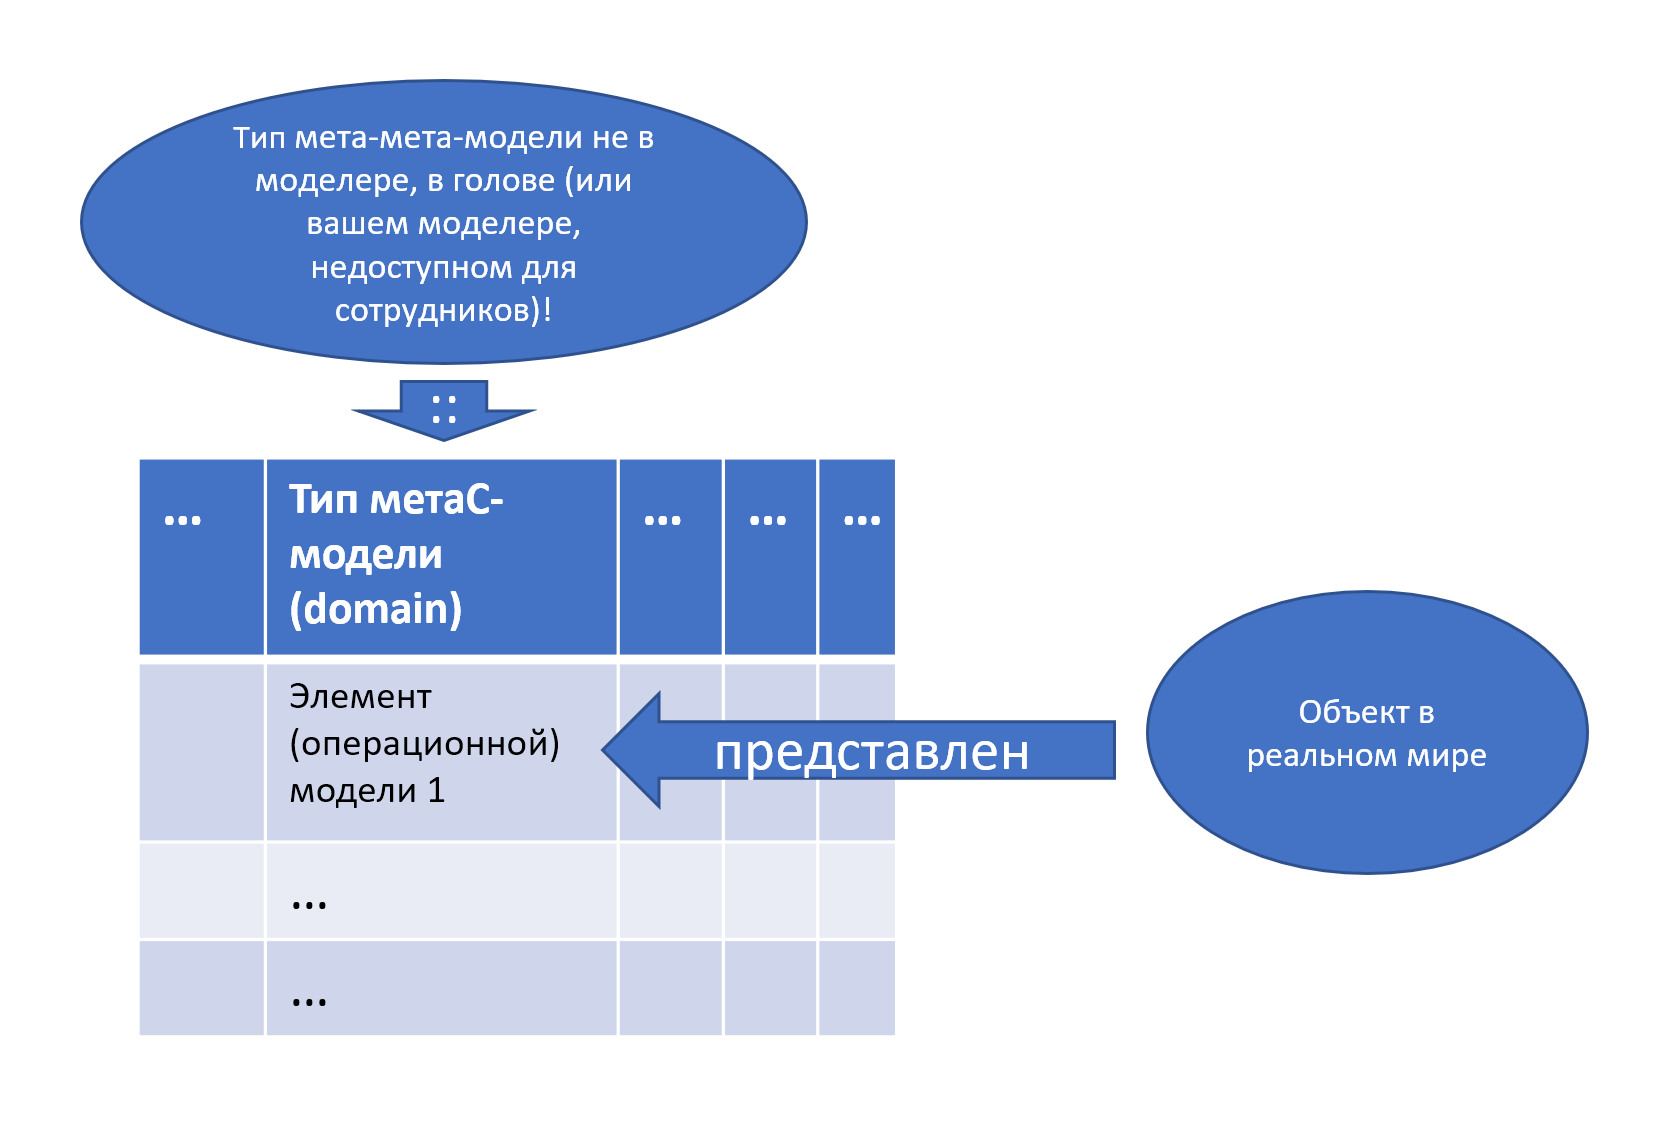 Тип мета-мета-модели не в
моделере, в голове (или
вашем моделере,
недоступном для
сотрудников)!
::
...
Тип метаС-
модели
(domain)
...
...
...
Элемент
(операционной)
модели 1
представлен
Объект в
реальном мире
...
...